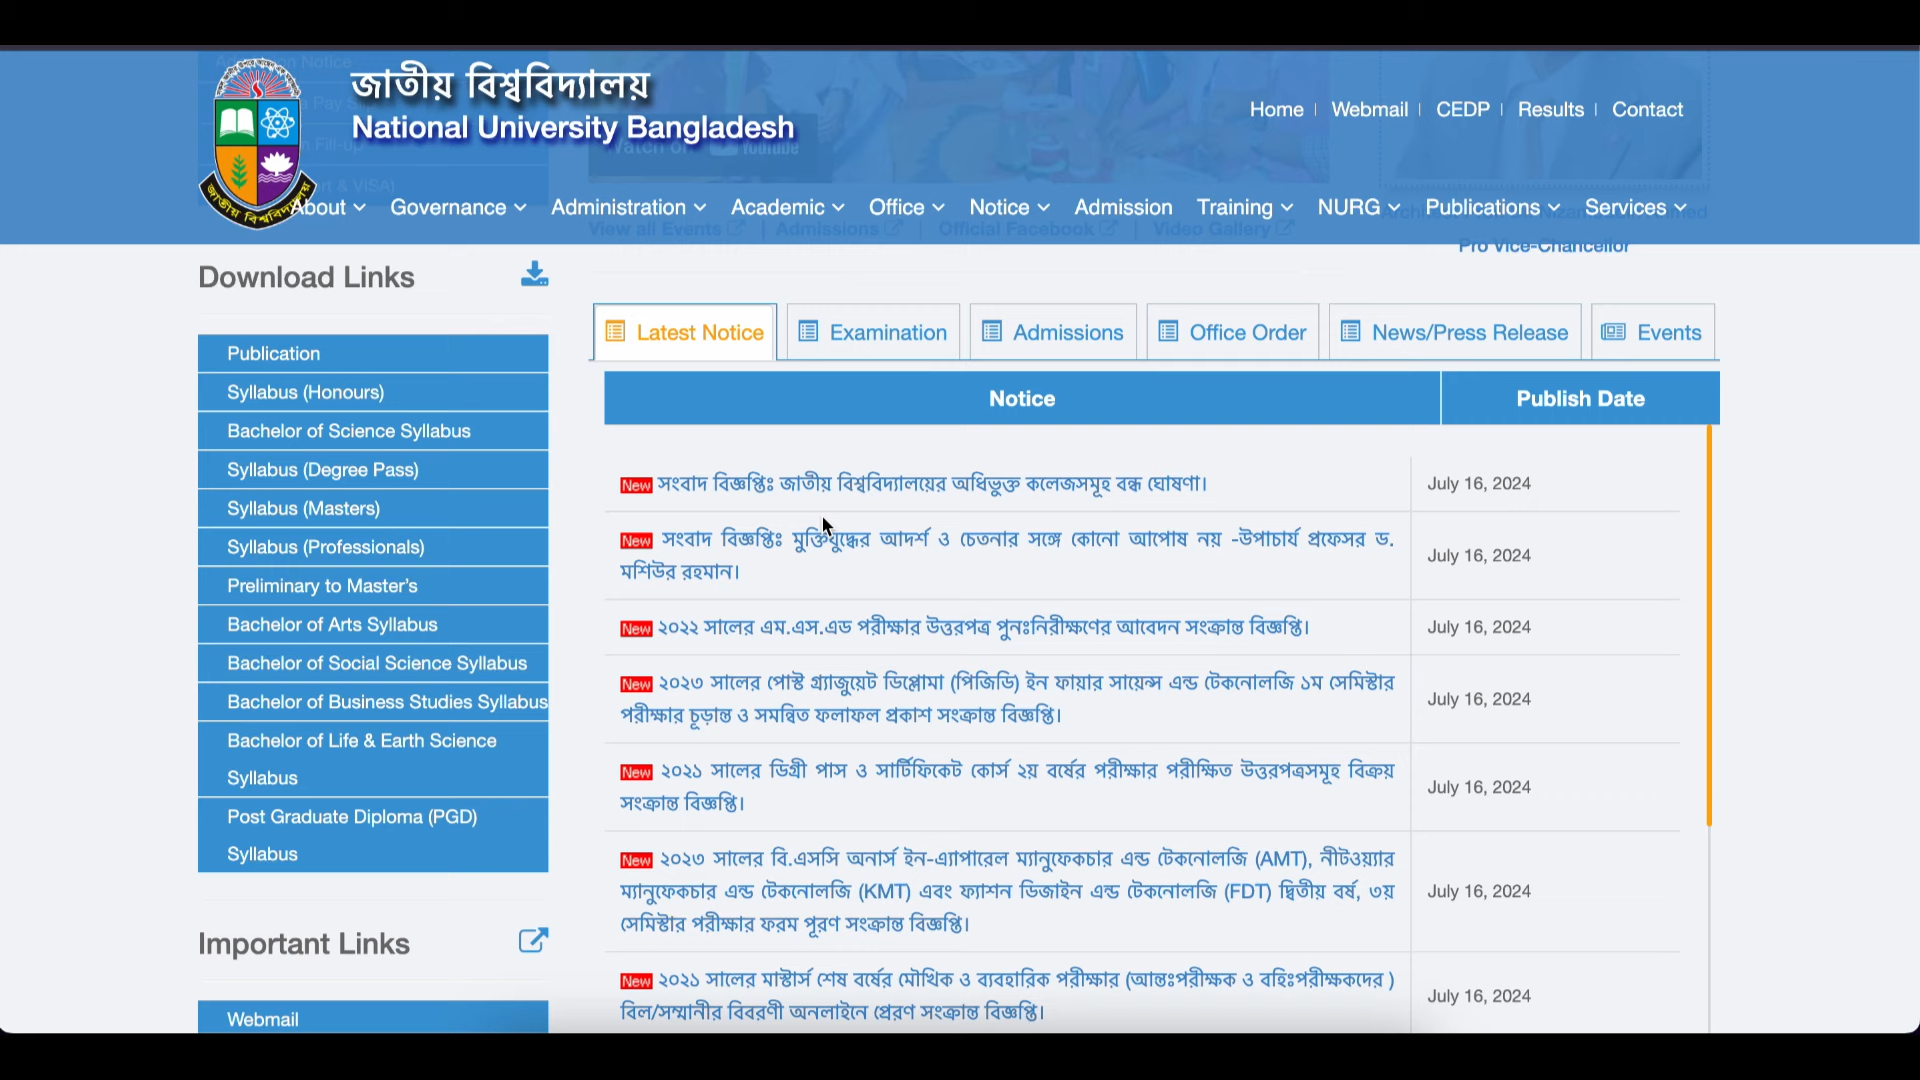 জাতীয় বিশ্ববিদ্যালয়
National University Bangladesh
Home
Webmail
CEDP
Results
Contact
About
Governance
Administration
Academic
Office
Notice
Admission
Training
NURG
Publications
Services
View all Events
Admissions
Official Facebook
Video Gallery
Pro Vice-Chancellor
Download Links
Publication
Syllabus (Honours)
Bachelor of Science Syllabus
Syllabus (Degree Pass)
Syllabus (Masters)
Syllabus (Professionals)
Preliminary to Master's
Bachelor of Arts Syllabus
Bachelor of Social Science Syllabus
Bachelor of Business Studies Syllabus
Bachelor of Life & Earth Science
Syllabus
Post Graduate Diploma (PGD)
Syllabus
Important Links
Webmail
Latest Notice
Examination
Admissions
Office Order
News/Press Release
Events
Notice
Publish Date
New সংবাদ বিজ্ঞপ্তিঃ জাতীয় বিশ্ববিদ্যালয়ের অধিভুক্ত কলেজসমূহ বন্ধ ঘোষণা।
July 16, 2024
New সংবাদ বিজ্ঞপ্তিঃ মুক্তিযুদ্ধের আদর্শ ও চেতনার সঙ্গে কোনো আপোষ নয় -উপাচার্য প্রফেসর ড.
মশিউর রহমান।
July 16, 2024
New ২০২২ সালের এম.এস.এড পরীক্ষার উত্তরপত্র পুনঃনিরীক্ষণের আবেদন সংক্রান্ত বিজ্ঞপ্তি।
July 16, 2024
New ২০২৩ সালের পোস্ট গ্র্যাজুয়েট ডিপ্লোমা (পিজিডি) ইন ফায়ার সায়েন্স এন্ড টেকনোলজি ১ম সেমিস্টার
পরীক্ষার চূড়ান্ত ও সমন্বিত ফলাফল প্রকাশ সংক্রান্ত বিজ্ঞপ্তি।
July 16, 2024
New ২০২১ সালের ডিগ্রী পাস ও সার্টিফিকেট কোর্স ২য় বর্ষের পরীক্ষার পরীক্ষিত উত্তরপত্রসমূহ বিক্রয়
সংক্রান্ত বিজ্ঞপ্তি।
July 16, 2024
New ২০২৩ সালের বি.এসসি অনার্স ইন-এ্যাপারেল ম্যানুফেকচার এন্ড টেকনোলজি (AMT), নীটওয়্যার
ম্যানুফেকচার এন্ড টেকনোলজি (KMT) এবং ফ্যাশন ডিজাইন এন্ড টেকনোলজি (FDT) দ্বিতীয় বর্ষ, ৩য়
সেমিস্টার পরীক্ষার ফরম পূরণ সংক্রান্ত বিজ্ঞপ্তি।
July 16, 2024
New ২০২১ সালের মাস্টার্স শেষ বর্ষের মৌখিক ও ব্যবহারিক পরীক্ষার (আন্তঃপরীক্ষক ও বহিঃপরীক্ষকদের )
বিল/সম্মানীর বিবরণী অনলাইনে প্রেরণ সংক্রান্ত বিজ্ঞপ্তি।
July 16, 2024